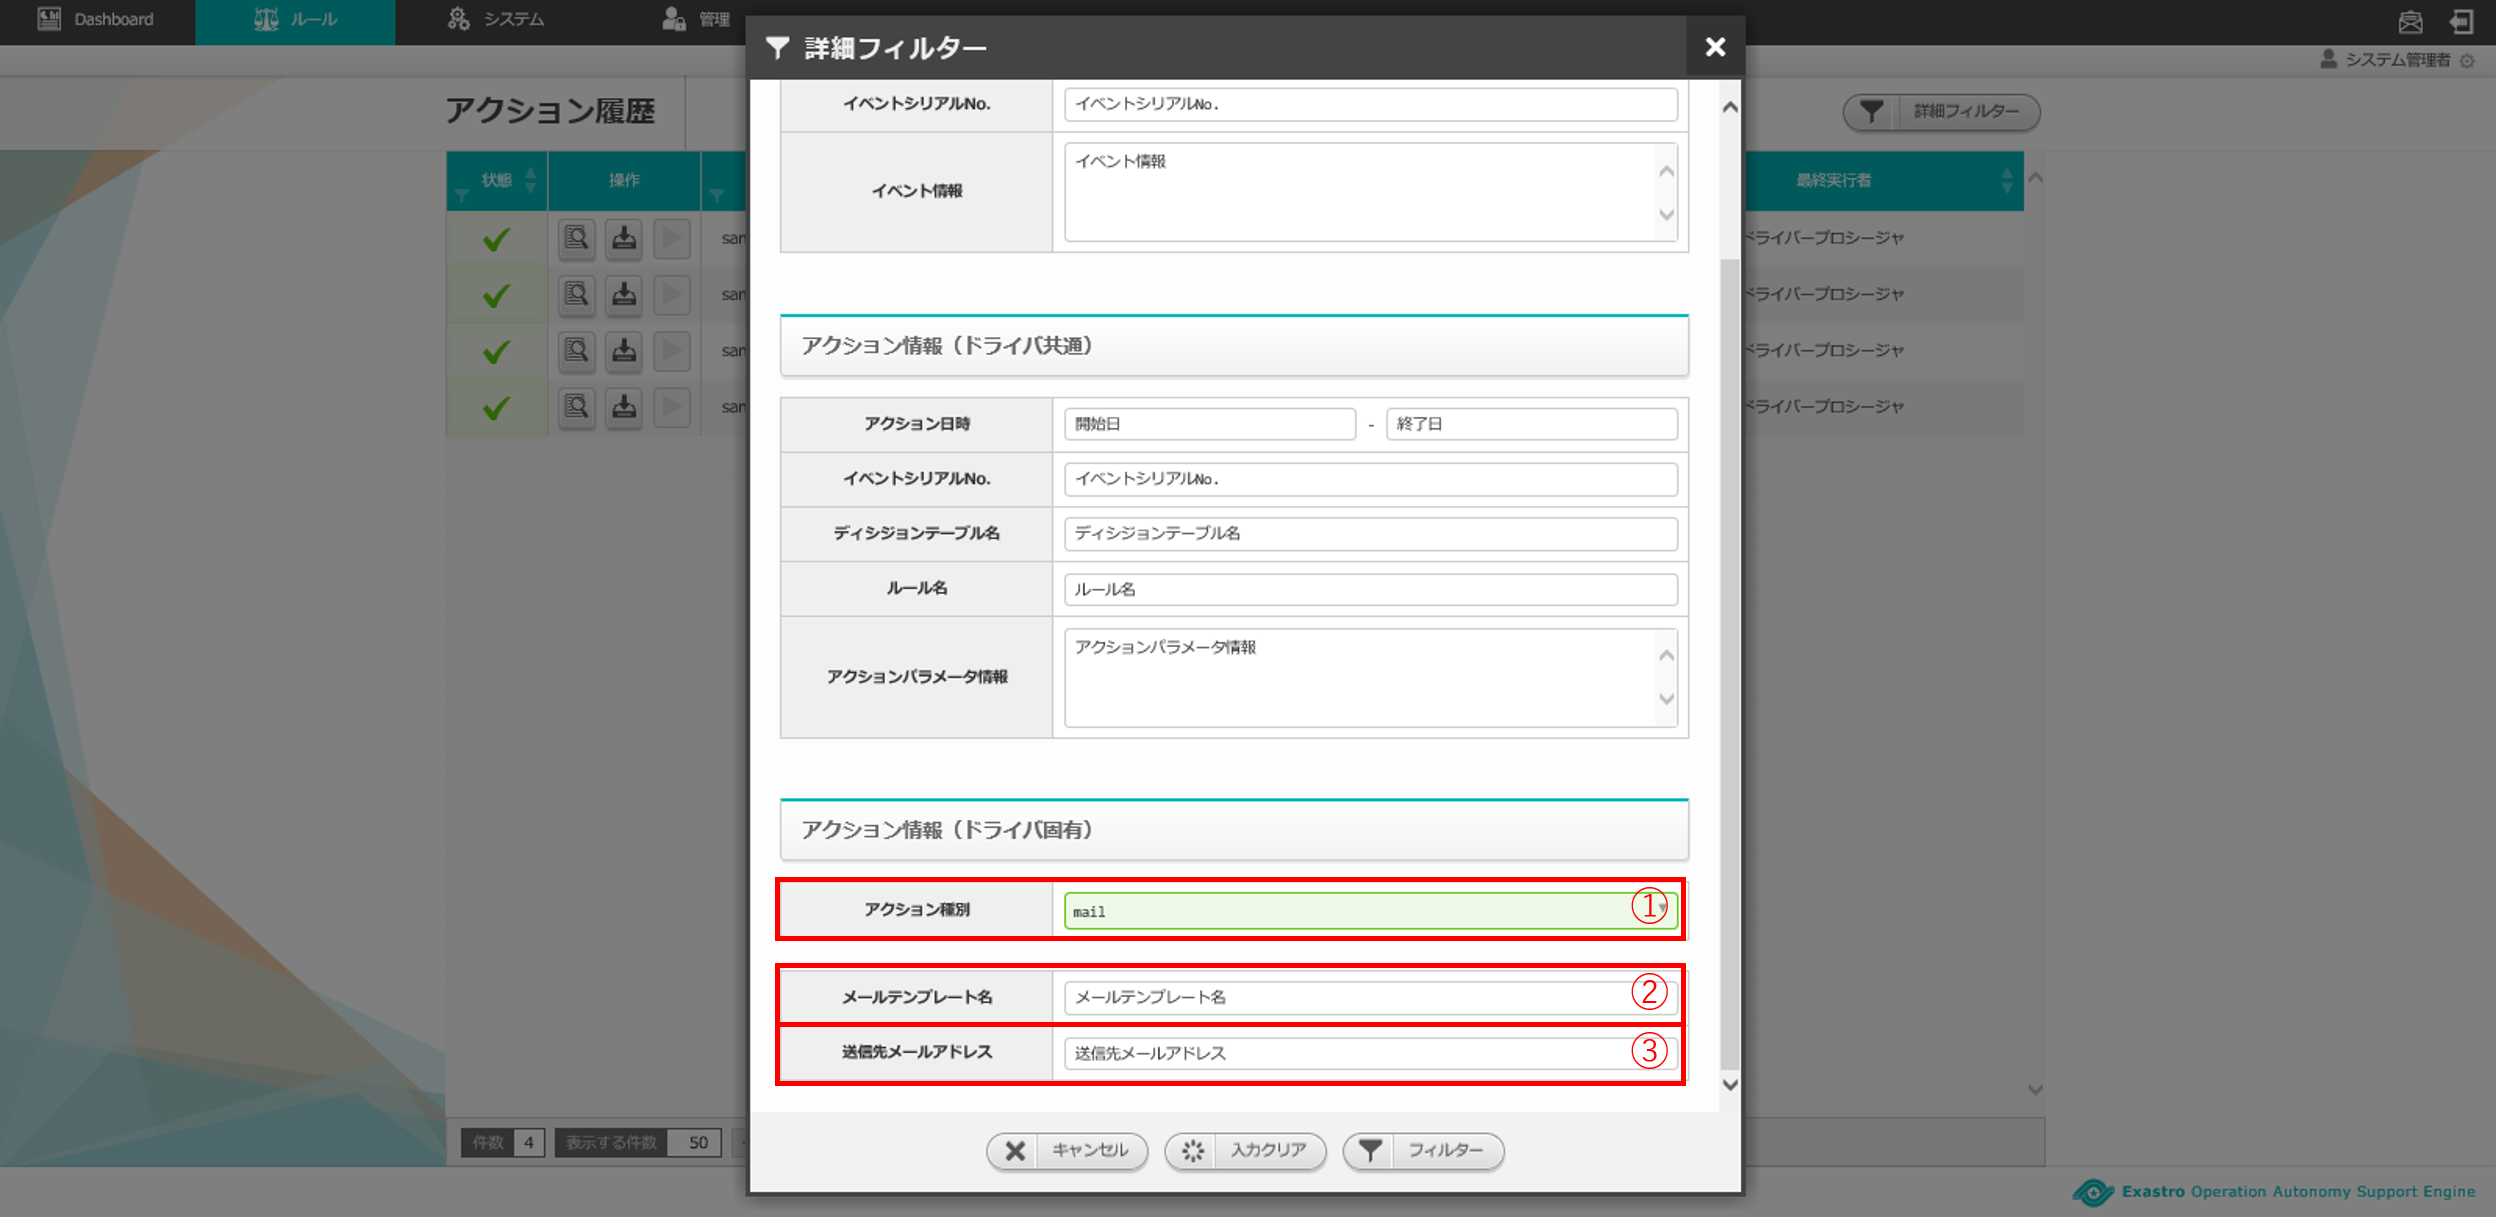 Dashboard
ルール
システム
管理
システム管理者
アクション履歴
詳細フィルター
状態
操作
最終実行者
san
ドライバープロシージャ
san
ドライバープロシージャ
san
ドライバープロシージャ
san
ドライバープロシージャ
件数 4
表示する件数 50
詳細フィルター
イベントシリアルNo.
イベントシリアルNo.
イベント情報
イベント情報
アクション情報（ドライバ共通）
アクション日時
開始日 - 終了日
イベントシリアルNo.
イベントシリアルNo.
ディシジョンテーブル名
ディシジョンテーブル名
ルール名
ルール名
アクションパラメータ情報
アクションパラメータ情報
アクション情報（ドライバ固有）
アクション種別
mail
①
メールテンプレート名
メールテンプレート名
②
送信先メールアドレス
送信先メールアドレス
③
キャンセル
入力クリア
フィルター
Exastro Operation Autonomy Support Engine